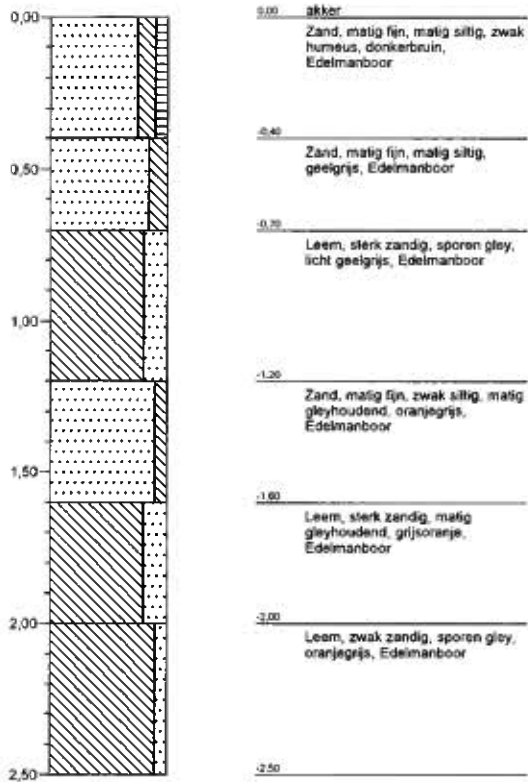 0,00
0,50
1,00
1,50
2,00
2,50
0,00
akker
Zand, matig fijn, matig siltig, zwak
humeus, donkerbruin,
Edelmanboor
-0,40
Zand, matig fijn, matig siltig,
geelgrijs, Edelmanboor
-0,70
Leem, sterk zandig, sporen gley,
licht geelgrijs, Edelmanboor
-1,20
Zand, matig fijn, zwak siltig, matig
gleyhoudend, oranjegrijs,
Edelmanboor
-1,60
Leem, sterk zandig, matig
gleyhoudend, grijsoranje,
Edelmanboor
-2,00
Leem, zwak zandig, sporen gley,
oranjegrijs, Edelmanboor
-2,50